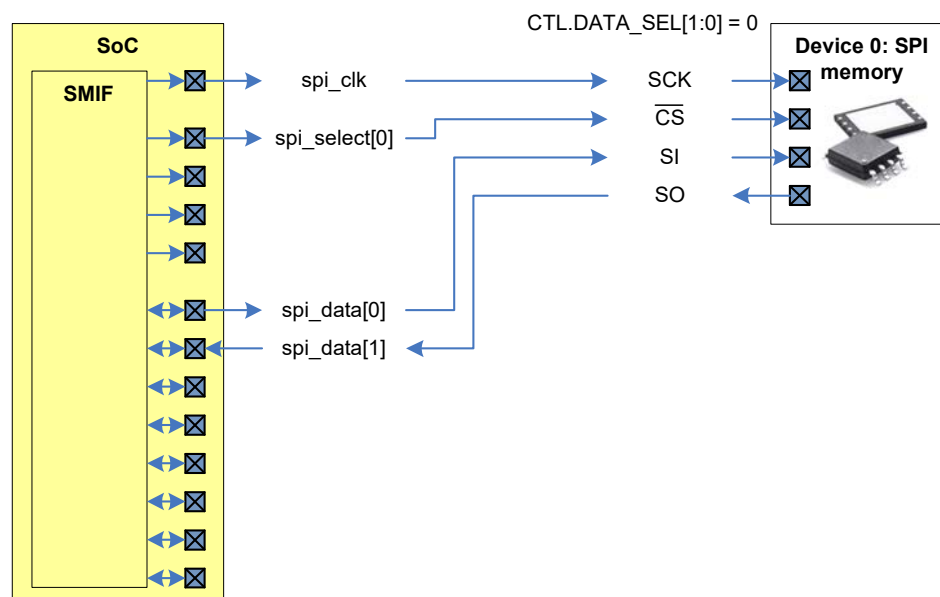 CTL.DATA_SEL[1:0] = 0
SoC
SMIF
Device 0: SPI
memory
spi_clk
SCK
spi_select[0]
C̅S̅
SI
SO
spi_data[0]
spi_data[1]